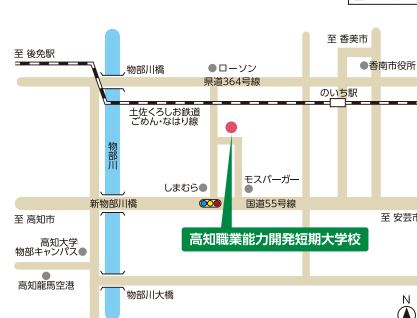 至 香美市
至 後免駅
物部川橋
ローソン
香南市役所
県道364号線
のいち駅
土佐くろしお鉄道
ごめん・なはり線
物部川
しまむら
モスバーガー
新物部川橋
国道55号線
至 高知市
至 安芸市
高知大学
物部キャンパス
高知職業能力開発短期大学校
高知龍馬空港
物部川大橋
N